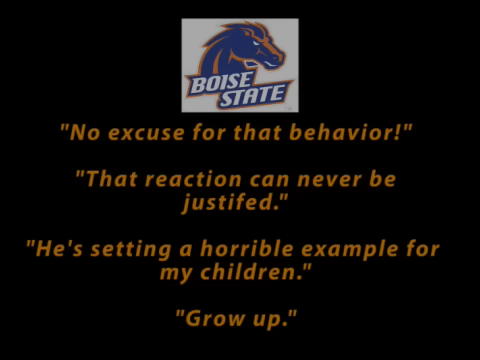 BOISE
STATE
"No excuse for that behavior!"
"That reaction can never be
justifed."
"He's setting a horrible example for
my children."
"Grow up."